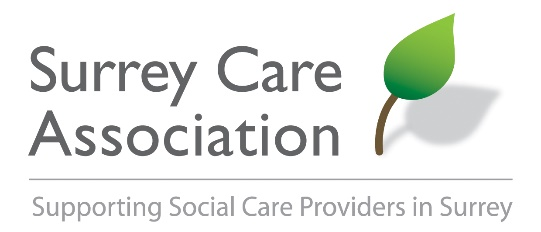 Surrey Care
Association
Supporting Social Care Providers in Surrey